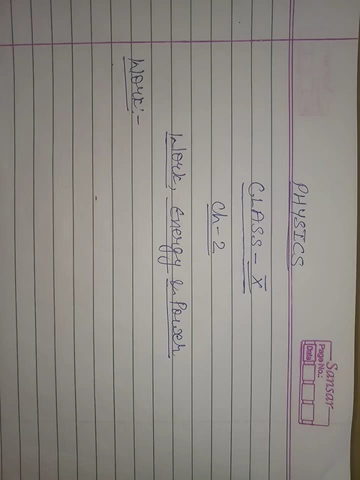 Sansar
Page No.:
Date
PHYSICS
CLASS - X
Ch - 2
Work, Energy & Power
Work:-